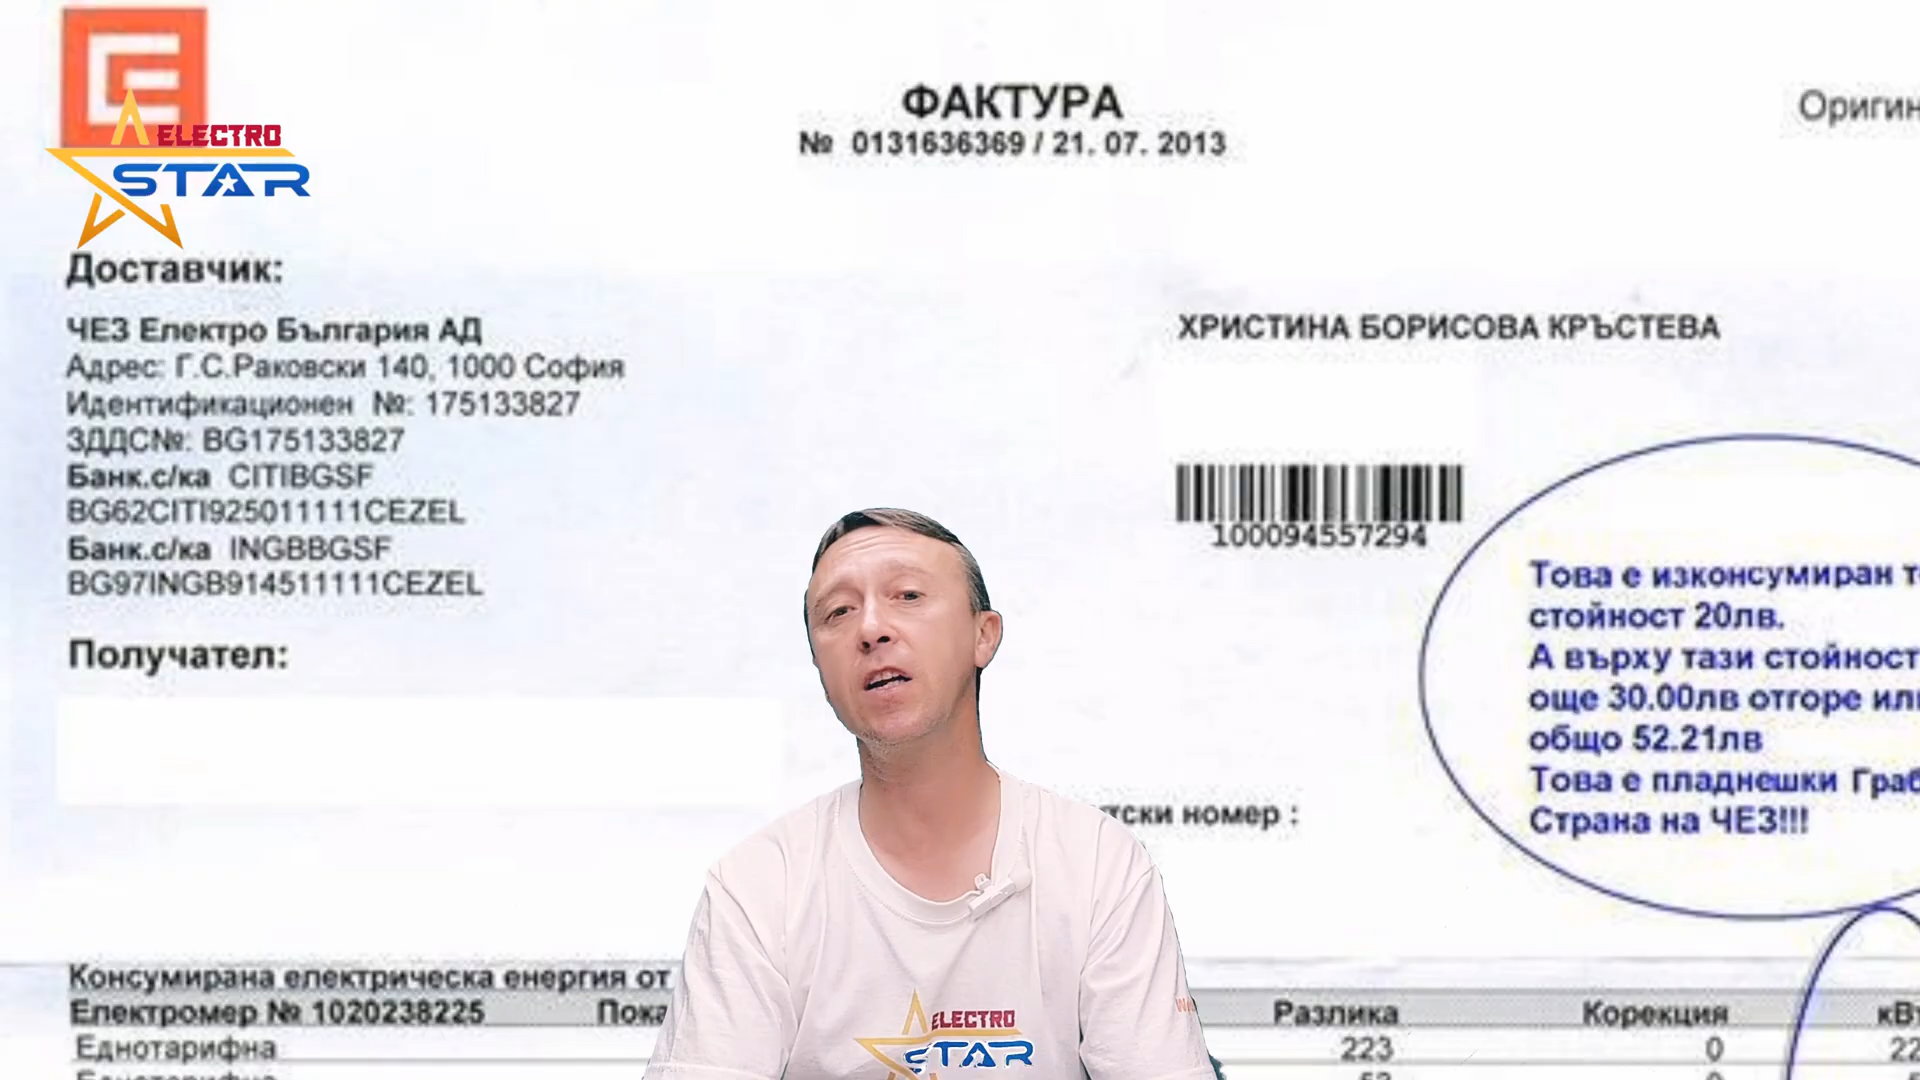 ФАКТУРА
№ 0131636369 / 21. 07. 2013
ELECTRO
STAR
Доставчик:
ЧЕЗ Електро България АД
Адрес: Г.С.Раковски 140, 1000 София
Идентификационен №: 175133827
ЗДДС№: BG175133827
Банк.с/ка CITIBGSF
BG62CITI925011111CEZEL
Банк.с/ка INGBBGSF
BG97INGB914511111CEZEL
Получател:
ХРИСТИНА БОРИСОВА КРЪСТЕВА
100094557294
Това е изконсумиран
стойност 20лв.
А върху тази стойност
още 30.00лв отгоре
общо 52.21лв
Това е пладнешки
Страна на ЧЕЗ!!!
номер :
Консумирана електрическа енергия от
Електромер № 1020238225
Разлика Корекция
Еднотарифна 223 0
ELECTRO
STAR